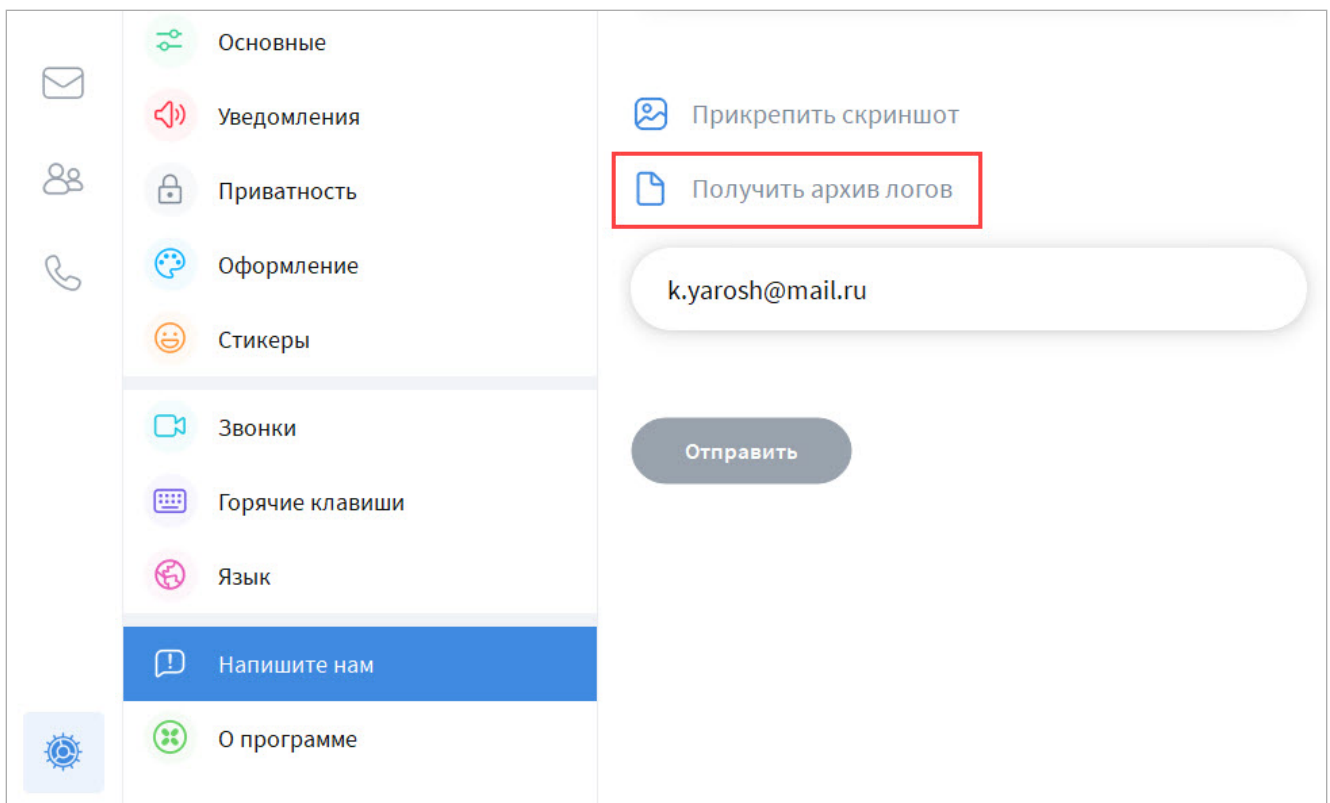 Основные
Уведомления
Приватность
Оформление
Стикеры
Звонки
Горячие клавиши
Язык
Напишите нам
О программе
Прикрепить скриншот
Получить архив логов
k.yarosh@mail.ru
Отправить